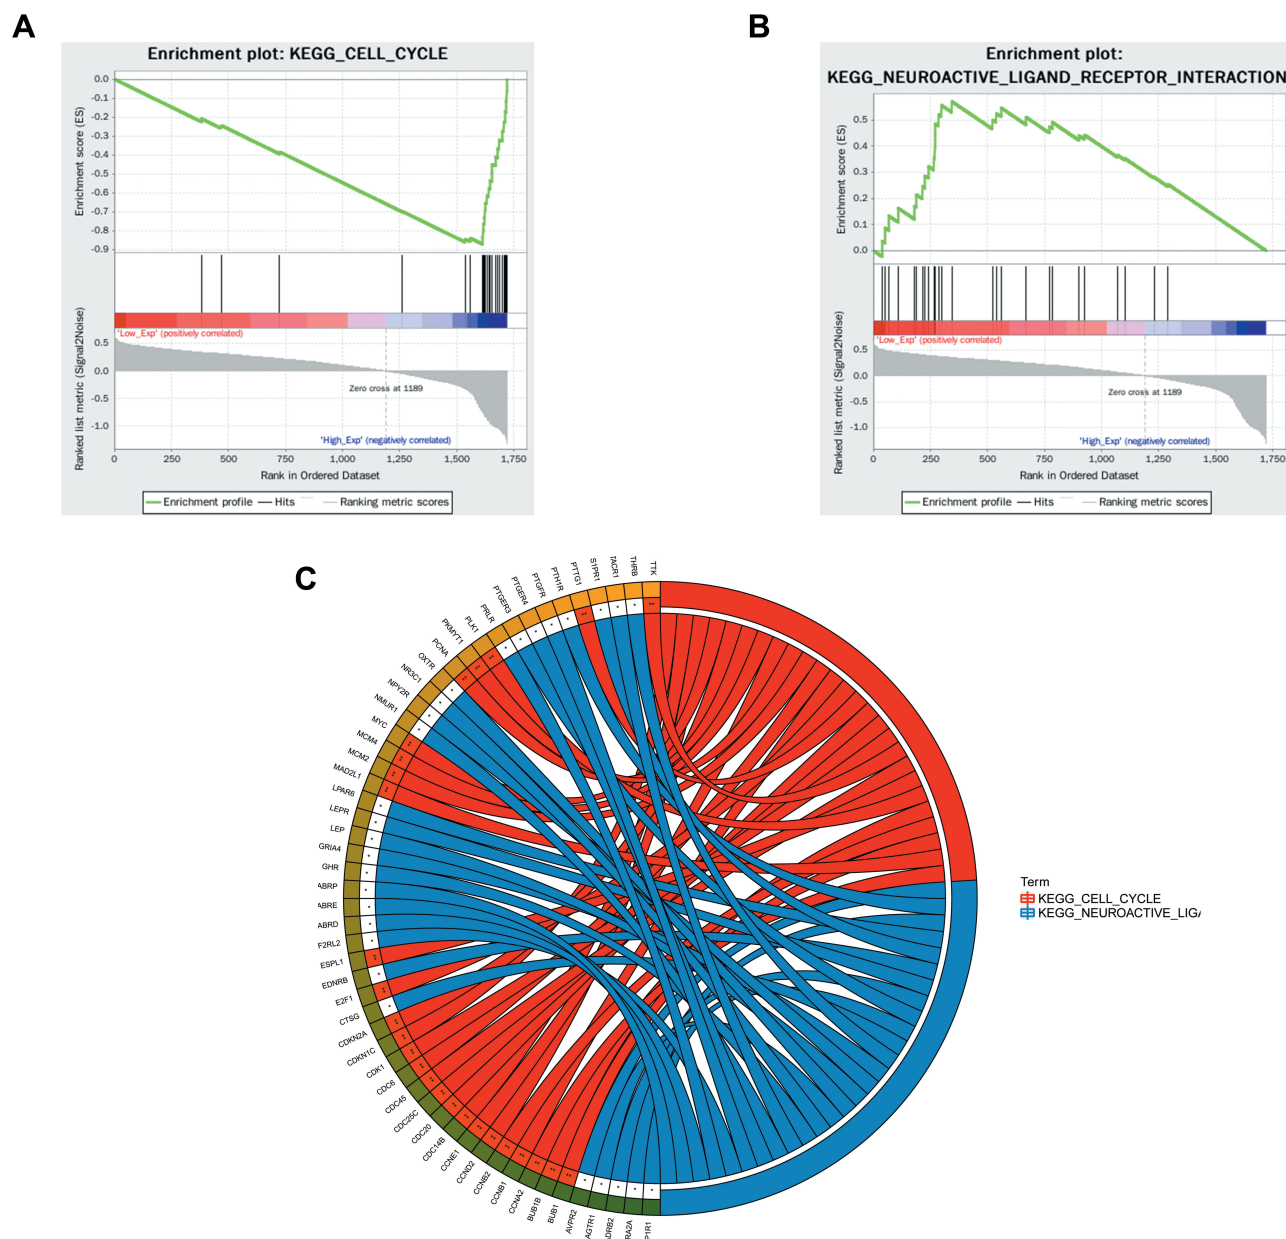 A
Enrichment plot: KEGG_CELL_CYCLE
Enrichment score (ES)
0.0
-0.1
-0.2
-0.3
-0.4
-0.5
-0.6
-0.7
-0.8
-0.9
'Low_Exp' (positively correlated)
Ranked list metric (Signal2Noise)
0.5
0.0
-0.5
-1.0
Zero cross at 1189
'High_Exp' (negatively correlated)
0 250 500 750 1,000 1,250 1,500 1,750
Rank in Ordered Dataset
Enrichment profile Hits Ranking metric scores
B
Enrichment plot:
KEGG_NEUROACTIVE_LIGAND_RECEPTOR_INTERACTION
Enrichment score (ES)
0.5
0.4
0.3
0.2
0.1
0.0
'Low_Exp' (positively correlated)
Ranked list metric (Signal2Noise)
0.5
0.0
-0.5
-1.0
Zero cross at 1189
'High_Exp' (negatively correlated)
0 250 500 750 1,000 1,250 1,500 1,750
Rank in Ordered Dataset
Enrichment profile Hits Ranking metric scores
C
TTK
THRB
TACR1
S1PR1
PTTG1
PTH1R
PTGFR
PTGER4
PTGER3
PRLR
PLK1
PKMYT1
PCNA
OXTR
NR3C1
NPY2R
NMUR1
MYC
MCM4
MCM2
MAD2L1
LPAR6
LEPR
LEP
GRIA4
GHR
ABRP
ABRE
ABRD
F2RL2
ESPL1
EDNRB
E2F1
CTSG
CDKN2A
CDKN1C
CDK1
CDC6
CDC45
CDC25C
CDC20
CDC14B
CCNE1
CCND2
CCNB2
CCNB1
CCNA2
BUB1B
BUB1
AVPR2
AGTR1
ADRB2
RA2A
P1R1
Term
KEGG_CELL_CYCLE
KEGG_NEUROACTIVE_LIG